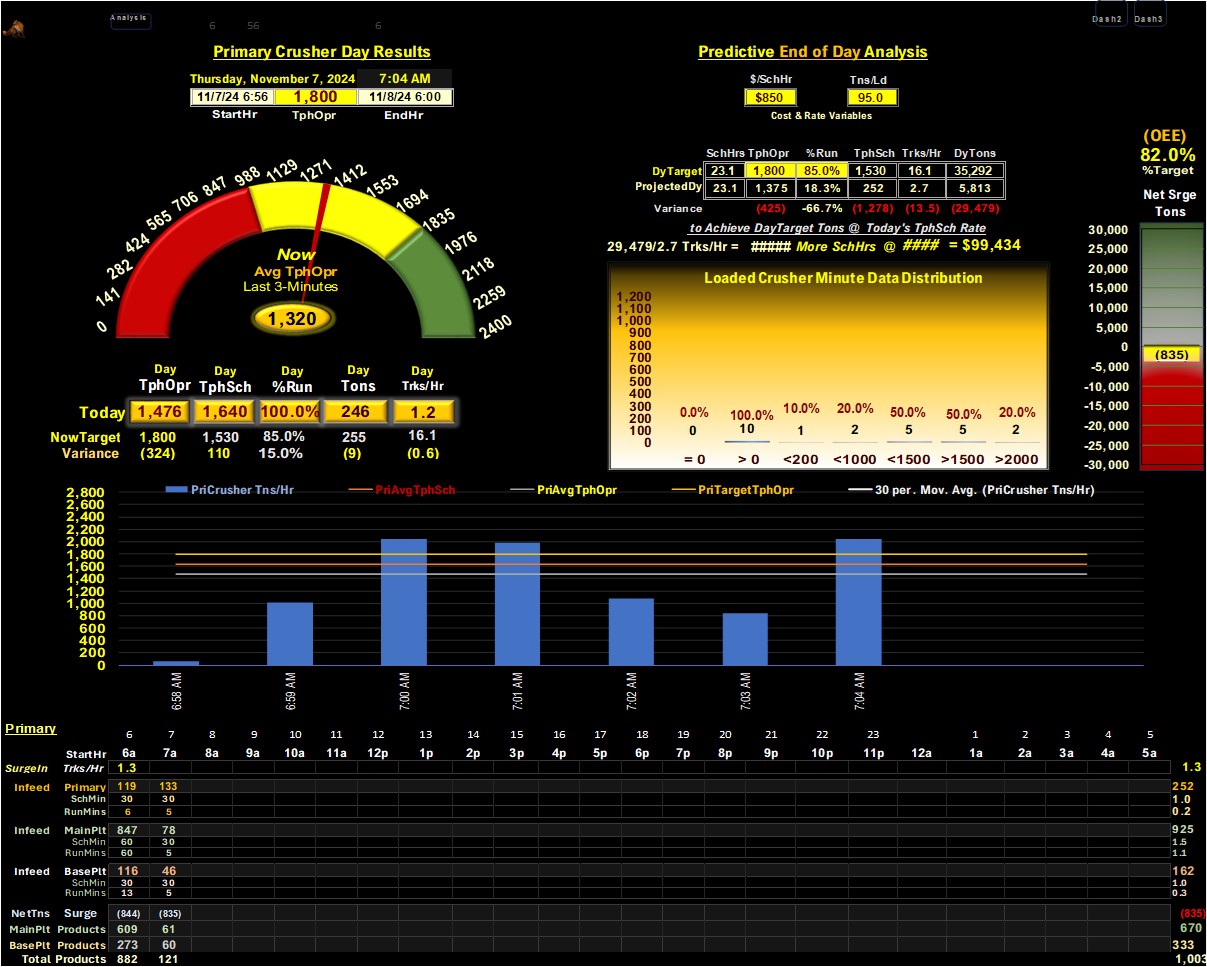 Analysis 6 56 6 Dash2 Dash3
Primary Crusher Day Results
Thursday, November 7, 2024 7:04 AM
11/7/24 6:56 1,800 11/8/24 6:00
StartHr TphOpr EndHr
Predictive End of Day Analysis
$/SchHr Tns/Ld
$850 95.0
Cost & Rate Variables
SchHrs TphOpr %Run TphSch Trks/Hr DyTons
DyTarget 23.1 1,800 85.0% 1,530 16.1 35,292
ProjectedDy 23.1 1,375 18.3% 252 2.7 5,813
Variance (425) -66.7% (1,278) (13.5) (29,479)
to Achieve DayTarget Tons @ Today's TphSch Rate
29,479/2.7 Trks/Hr = ##### More SchHrs @ #### = $99,434
(OEE)
82.0%
%Target
Net Srge
Tons
30,000
25,000
20,000
15,000
10,000
5,000
0
(835)
-5,000
-10,000
-15,000
-20,000
-25,000
-30,000
0 141 282 424 565 706 847 988 1129 1271 1412 1553 1694 1835 1976 2118 2259 2400
Now
Avg TphOpr
Last 3-Minutes
1,320
Loaded Crusher Minute Data Distribution
1,200
1,100
1,000
900
800
700
600
500
400
300
200
100
0
0.0% 100.0% 10.0% 20.0% 50.0% 50.0% 20.0%
0 10 1 2 5 5 2
= 0 > 0 <200 <1000 <1500 >1500 >2000
Day Day Day Day Day
TphOpr TphSch %Run Tons Trks/Hr
Today 1,476 1,640 100.0% 246 1.2
NowTarget 1,800 1,530 85.0% 255 16.1
Variance (324) 110 15.0% (9) (0.6)
PriCrusher Tns/Hr PriAvgTphSch PriAvgTphOpr PriTargetTphOpr 30 per. Mov. Avg. (PriCrusher Tns/Hr)
2,800
2,600
2,400
2,200
2,000
1,800
1,600
1,400
1,200
1,000
800
600
400
200
0
6:58 AM 6:59 AM 7:00 AM 7:01 AM 7:02 AM 7:03 AM 7:04 AM
Primary
6 7 8 9 10 11 12 13 14 15 16 17 18 19 20 21 22 23 1 2 3 4 5
StartHr 6a 7a 8a 9a 10a 11a 12p 1p 2p 3p 4p 5p 6p 7p 8p 9p 10p 11p 12a 1a 2a 3a 4a 5a
SurgeIn Trks/Hr 1.3 1.3
Infeed Primary 119 133 252
SchMin 30 30 1.0
RunMins 6 5 0.2
Infeed MainPlt 847 78 925
SchMin 60 30 1.5
RunMins 60 5 1.1
Infeed BasePlt 116 46 162
SchMin 30 30 1.0
RunMins 13 5 0.3
NetTns Surge (844) (835) (835)
MainPlt Products 609 61 670
BasePlt Products 273 60 333
Total Products 882 121 1,003